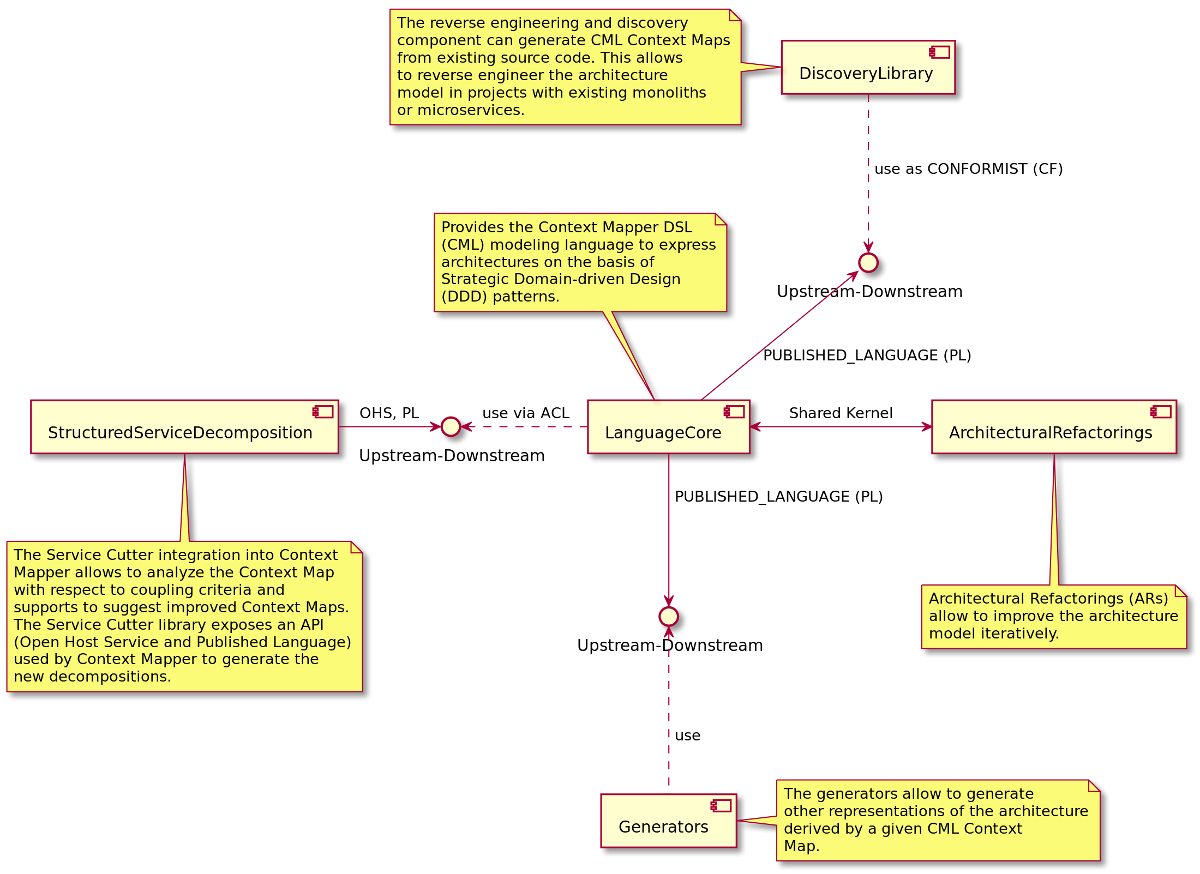 The reverse engineering and discovery
component can generate CML Context Maps
from existing source code. This allows
to reverse engineer the architecture
model in projects with existing monoliths
or microservices.
DiscoveryLibrary
use as CONFORMIST (CF)
Provides the Context Mapper DSL
(CML) modeling language to express
architectures on the basis of
Strategic Domain-driven Design
(DDD) patterns.
Upstream-Downstream
PUBLISHED_LANGUAGE (PL)
StructuredServiceDecomposition
OHS, PL
Upstream-Downstream
use via ACL
LanguageCore
Shared Kernel
ArchitecturalRefactorings
PUBLISHED_LANGUAGE (PL)
The Service Cutter integration into Context
Mapper allows to analyze the Context Map
with respect to coupling criteria and
supports to suggest improved Context Maps.
The Service Cutter library exposes an API
(Open Host Service and Published Language)
used by Context Mapper to generate the
new decompositions.
Architectural Refactorings (ARs)
allow to improve the architecture
model iteratively.
Upstream-Downstream
use
Generators
The generators allow to generate
other representations of the architecture
derived by a given CML Context
Map.